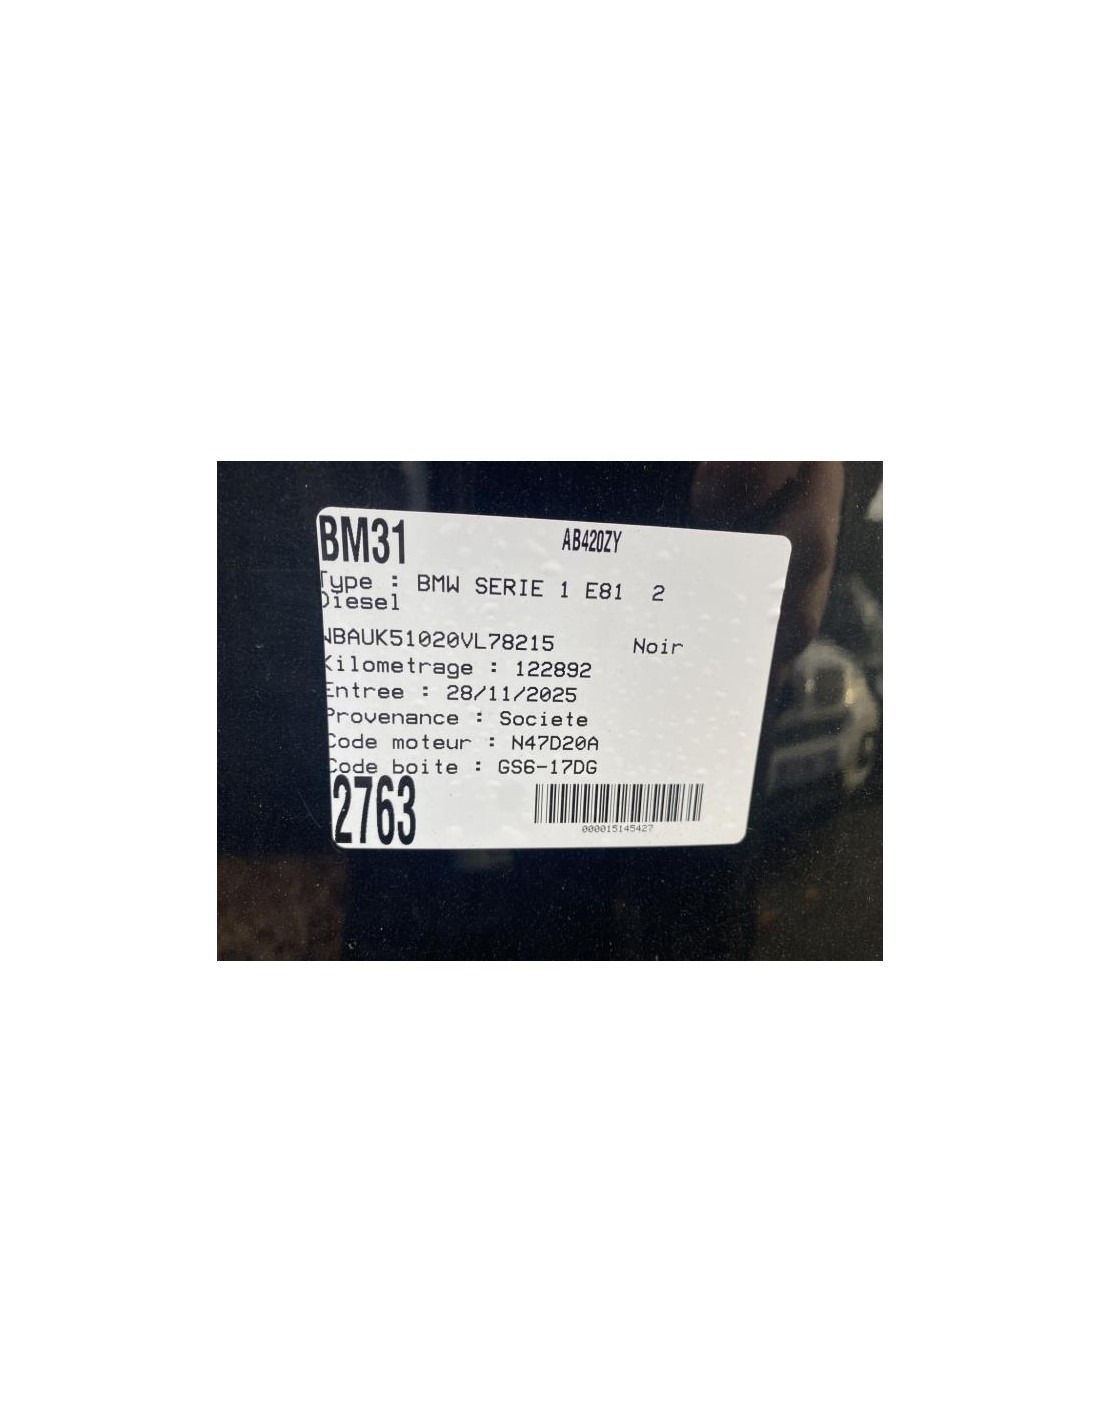 BM31 AB420ZY
Type : BMW SERIE 1 E81 2
Diesel
WBAUK51020VL78215 Noir
Kilometrage : 122892
Entree : 28/11/2025
Provenance : Societe
Code moteur : N47D20A
Code boite : GS6-17DG
2763
000015145427